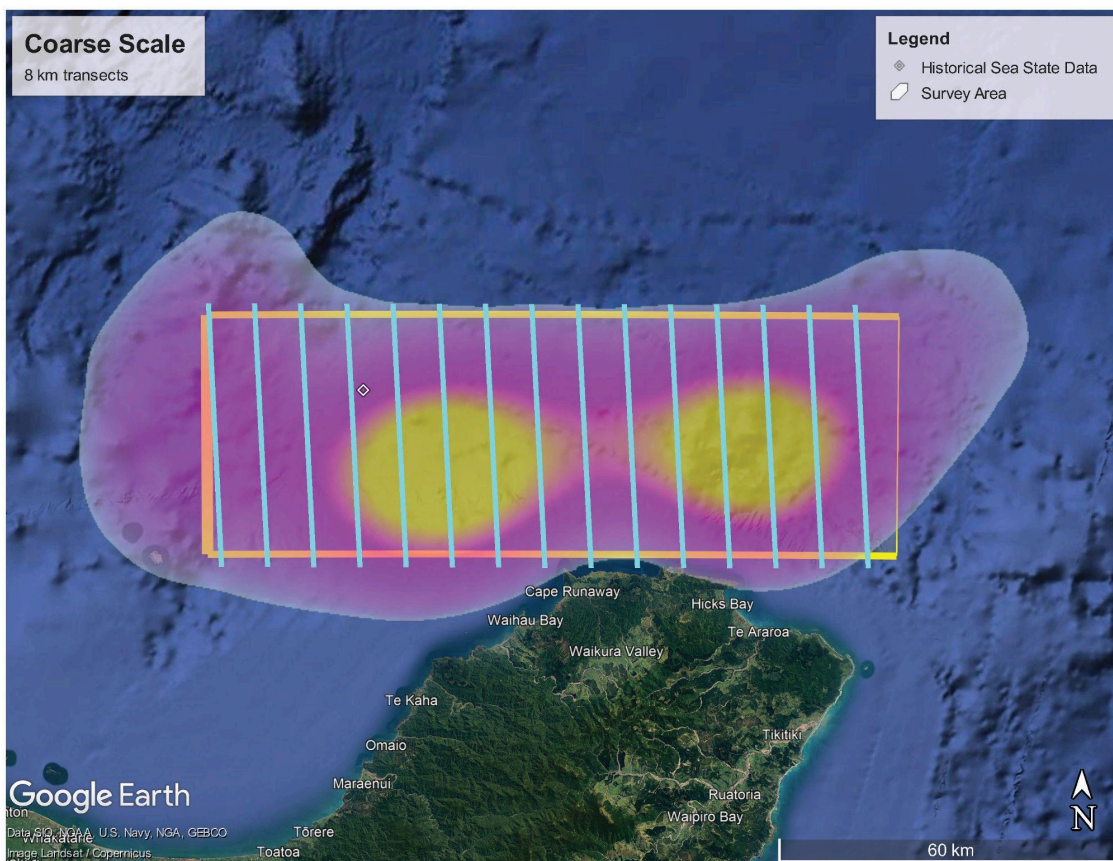 Coarse Scale
8 km transects
Legend
Historical Sea State Data
Survey Area
Cape Runaway
Hicks Bay
Waihau Bay
Te Araroa
Waikura Valley
Te Kaha
Tikitiki
Omaio
Maraenui
Ruatoria
Google Earth
Waipiro Bay
Data SIO, NOAA, U.S. Navy, NGA, GEBCO
Whakatane
Tōrere
Image Landsat / Copernicus
Toatoa
60 km
N